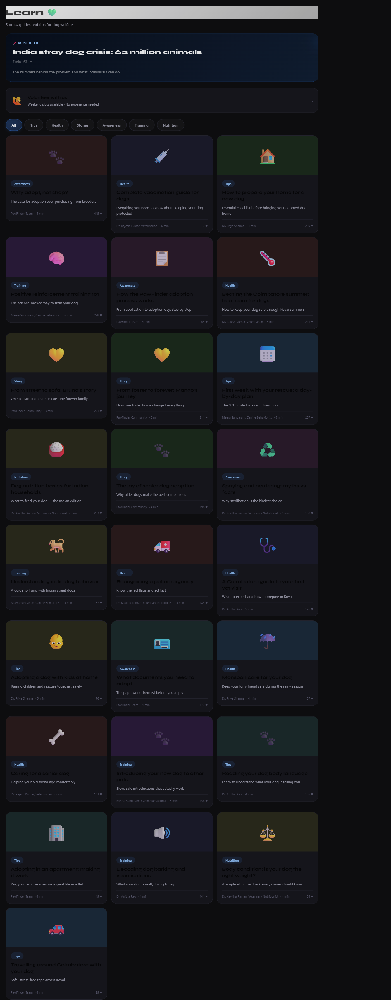 Learn 💚
Stories, guides and tips for dog welfare
📌 MUST READ
India stray dog crisis: 62 million animals
7 min · 631 ♥
The numbers behind the problem and what individuals can do
Volunteer with us
Weekend slots available · No experience needed
›
All Tips Health Stories Awareness Training Nutrition
Awareness
Why adopt, not shop?
The case for adoption over purchasing from breeders
PawFinder Team · 5 min 445 ♥
Health
Complete vaccination guide for
dogs
Everything you need to know about keeping your dog
protected
Dr. Rajesh Kumar, Veterinarian · 6 min 312 ♥
Tips
How to prepare your home for a
new dog
Essential checklist before bringing your adopted dog
home
Dr. Priya Sharma · 4 min 289 ♥
Training
Positive reinforcement training 101
The science-backed way to train your dog
Meera Sundaram, Canine Behaviorist · 6 min 278 ♥
Awareness
How the PawFinder adoption
process works
From application to adoption day, step by step
PawFinder Team · 4 min 263 ♥
Health
Beating the Coimbatore summer:
heat care for dogs
How to keep your dog safe through Kovai summers
Dr. Rajesh Kumar, Veterinarian · 5 min 241 ♥
Story
From street to sofa: Bruno's story
One construction-site rescue, one forever family
PawFinder Community · 3 min 221 ♥
Story
From foster to forever: Mango's
journey
How one foster home changed everything
PawFinder Community · 3 min 211 ♥
Tips
First week with your rescue: a day-
by-day plan
The 3-3-3 rule for a calm transition
Meera Sundaram, Canine Behaviorist · 6 min 207 ♥
Nutrition
Dog nutrition basics for Indian
households
What to feed your dog — the Indian edition
Dr. Kavitha Raman, Veterinary Nutritionist · 5 min 203 ♥
Story
The joy of senior dog adoption
Why older dogs make the best companions
PawFinder Community · 4 min 198 ♥
Awareness
Spaying and neutering: myths vs
facts
Why sterilisation is the kindest choice
Dr. Kavitha Raman, Veterinary Nutritionist · 5 min 188 ♥
Training
Understanding indie dog behavior
A guide to living with Indian street dogs
Meera Sundaram, Canine Behaviorist · 5 min 187 ♥
Health
Recognising a pet emergency
Know the red flags and act fast
Dr. Kavitha Raman, Veterinary Nutritionist · 5 min 184 ♥
Health
A Coimbatore guide to your first
vet visit
What to expect and how to prepare in Kovai
Dr. Anitha Rao · 5 min 176 ♥
Tips
Adopting a dog with kids at home
Raising children and rescues together, safely
Dr. Priya Sharma · 5 min 176 ♥
Awareness
What documents you need to
adopt
The paperwork checklist before you apply
PawFinder Team · 4 min 172 ♥
Health
Monsoon care for your dog
Keep your furry friend safe during the rainy season
Dr. Priya Sharma · 4 min 167 ♥
Health
Caring for a senior dog
Helping your old friend age comfortably
Dr. Rajesh Kumar, Veterinarian · 5 min 163 ♥
Training
Introducing your new dog to other
pets
Slow, safe introductions that actually work
Meera Sundaram, Canine Behaviorist · 5 min 158 ♥
Tips
Reading your dog body language
Learn to understand what your dog is telling you
Dr. Anitha Rao · 4 min 156 ♥
Tips
Adopting in an apartment: making
it work
Yes, you can give a rescue a great life in a flat
PawFinder Team · 4 min 149 ♥
Training
Decoding dog barking and
vocalisations
What your dog is really trying to say
Dr. Anitha Rao · 4 min 141 ♥
Nutrition
Body condition: is your dog the
right weight?
A simple at-home check every owner should know
Dr. Kavitha Raman, Veterinary Nutritionist · 4 min 134 ♥
Tips
Travelling around Coimbatore with
your dog
Safe, stress-free trips across Kovai
PawFinder Team · 4 min 129 ♥